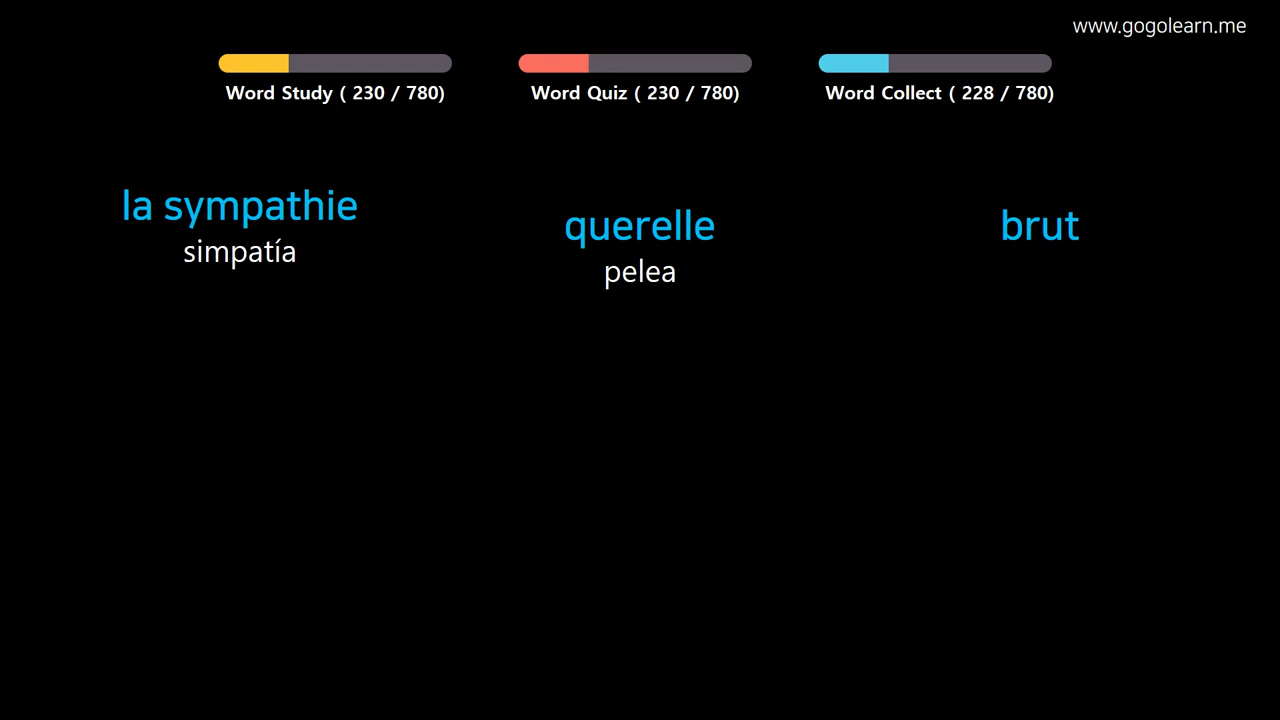 www.gogolearn.me
Word Study ( 230 / 780)
Word Quiz ( 230 / 780)
Word Collect ( 228 / 780)
la sympathie
simpatía
querelle
pelea
brut